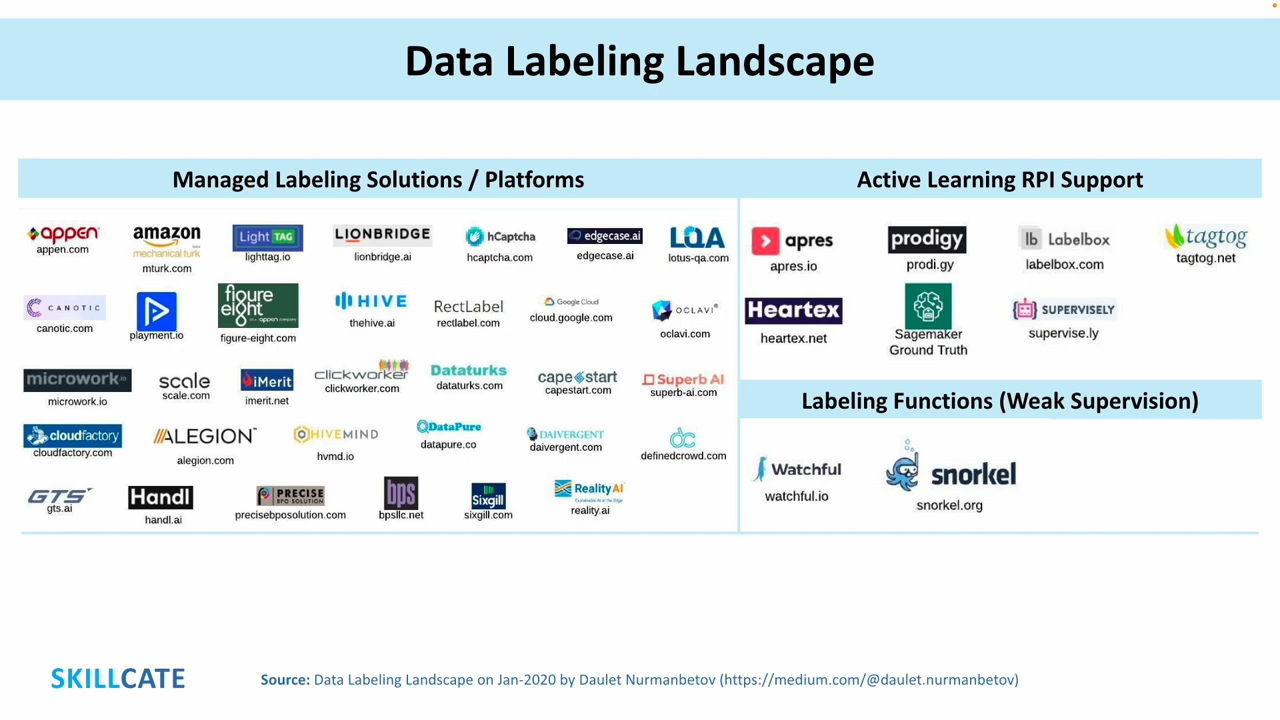 Data Labeling Landscape
Managed Labeling Solutions / Platforms
appen
appen.com
amazon
mechanical turk
mturk.com
Light TAG
lighttag.io
LIONBRIDGE
lionbridge.ai
hCaptcha
hcaptcha.com
edgecase.ai
edgecase.ai
LQA
lotus-qa.com
CANOTIC
canotic.com
playment.io
figure
eight
an appen company
figure-eight.com
HIVE
thehive.ai
RectLabel
rectlabel.com
Google Cloud
cloud.google.com
OCLAVI
oclavi.com
microwork.io
microwork.io
scale
scale.com
iMerit
imerit.net
clickworker
clickworker.com
Dataturks
dataturks.com
capestart
capestart.com
Superb AI
superb-ai.com
cloudfactory
cloudfactory.com
ALEGION
alegion.com
HIVEMIND
hvmd.io
DataPure
datapure.co
DAIVERGENT
daivergent.com
dc
definedcrowd.com
GTS
gts.ai
Handl
handl.ai
PRECISE
BPO SOLUTION
precisebposolution.com
bps
bpsllc.net
Sixgill
sixgill.com
Reality AI
reality.ai
Active Learning RPI Support
apres
apres.io
prodigy
prodi.gy
lb Labelbox
labelbox.com
tagtog
tagtog.net
Heartex
heartex.net
Sagemaker
Ground Truth
SUPERVISELY
supervise.ly
Labeling Functions (Weak Supervision)
Watchful
watchful.io
snorkel
snorkel.org
SKILLCATE
Source: Data Labeling Landscape on Jan-2020 by Daulet Nurmanbetov (https://medium.com/@daulet.nurmanbetov)